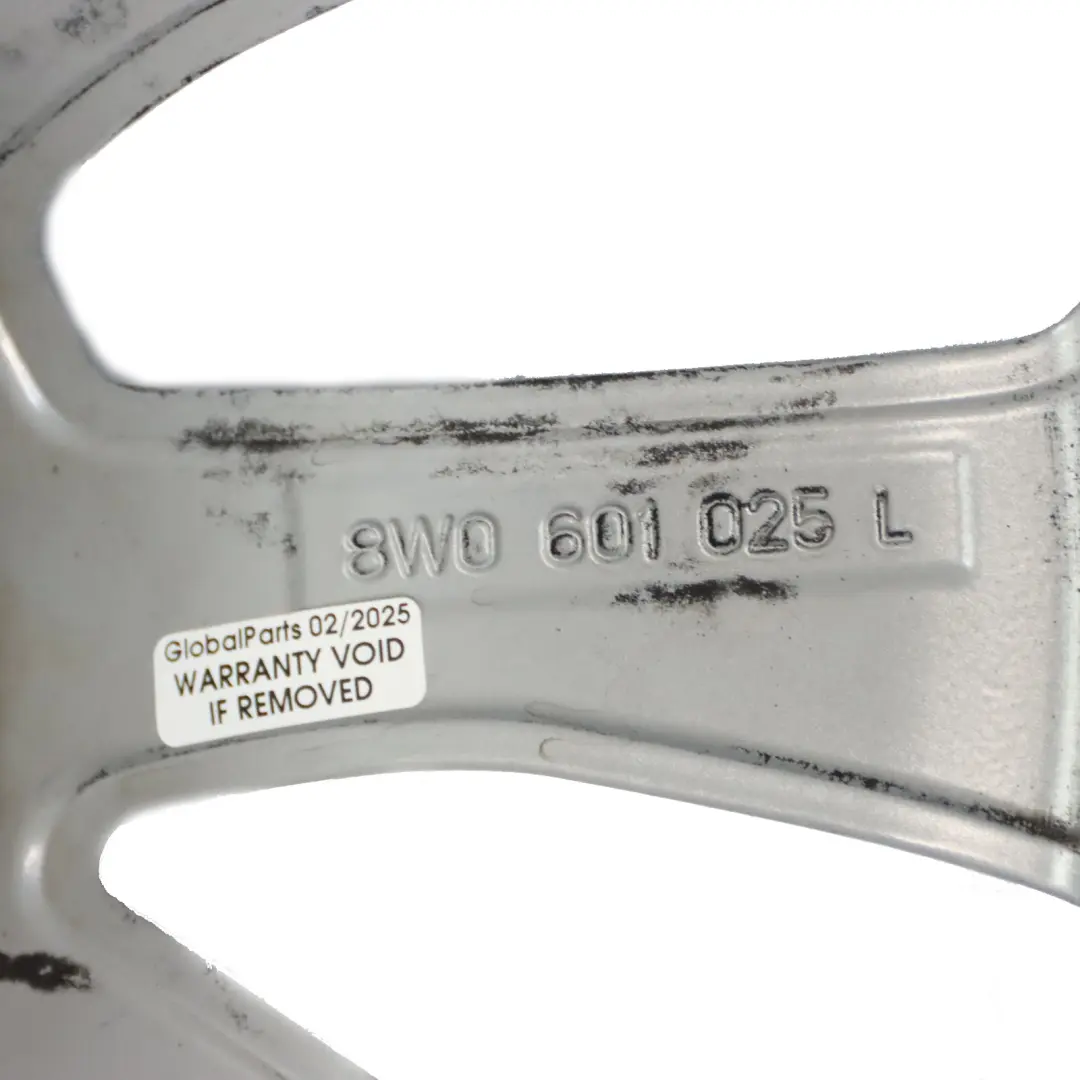 8W0 601 025 L
GlobalParts 02/2025
WARRANTY VOID
IF REMOVED